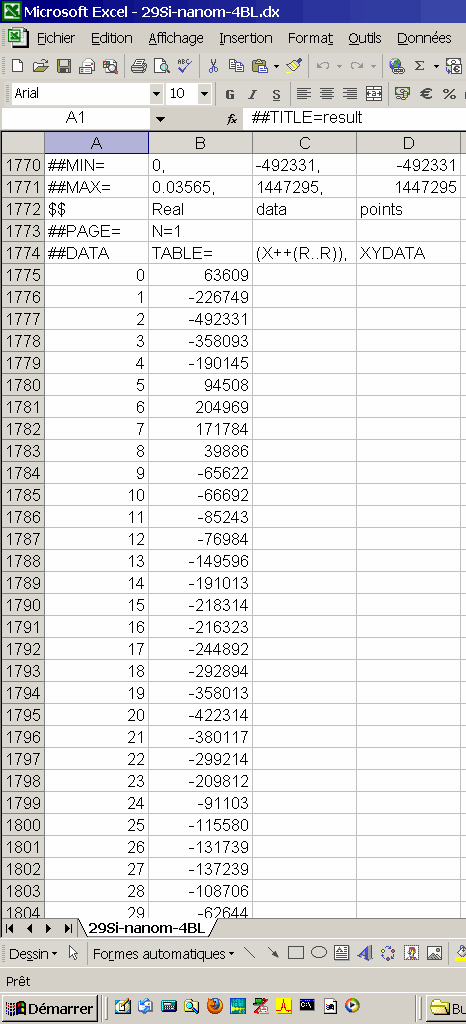 Microsoft Excel - 29Si-nanom-4BL.dx
Fichier Edition Affichage Insertion Format Outils Données
Arial 10 G I S € %
A1 fx ##TITLE=result
A B C D
1770 ##MIN= 0, -492331, -492331
1771 ##MAX= 0.03565, 1447295, 1447295
1772 $$ Real data points
1773 ##PAGE= N=1
1774 ##DATA TABLE= (X++(R..R)), XYDATA
1775 0 63609
1776 1 -226749
1777 2 -492331
1778 3 -358093
1779 4 -190145
1780 5 94508
1781 6 204969
1782 7 171784
1783 8 39886
1784 9 -65622
1785 10 -66692
1786 11 -85243
1787 12 -76984
1788 13 -149596
1789 14 -191013
1790 15 -218314
1791 16 -216323
1792 17 -244892
1793 18 -292894
1794 19 -358013
1795 20 -422314
1796 21 -380117
1797 22 -299214
1798 23 -209812
1799 24 -91103
1800 25 -115580
1801 26 -131739
1802 27 -137239
1803 28 -108706
1804 29 -62644
29Si-nanom-4BL
Dessin Formes automatiques
Prêt
Démarrer Bu